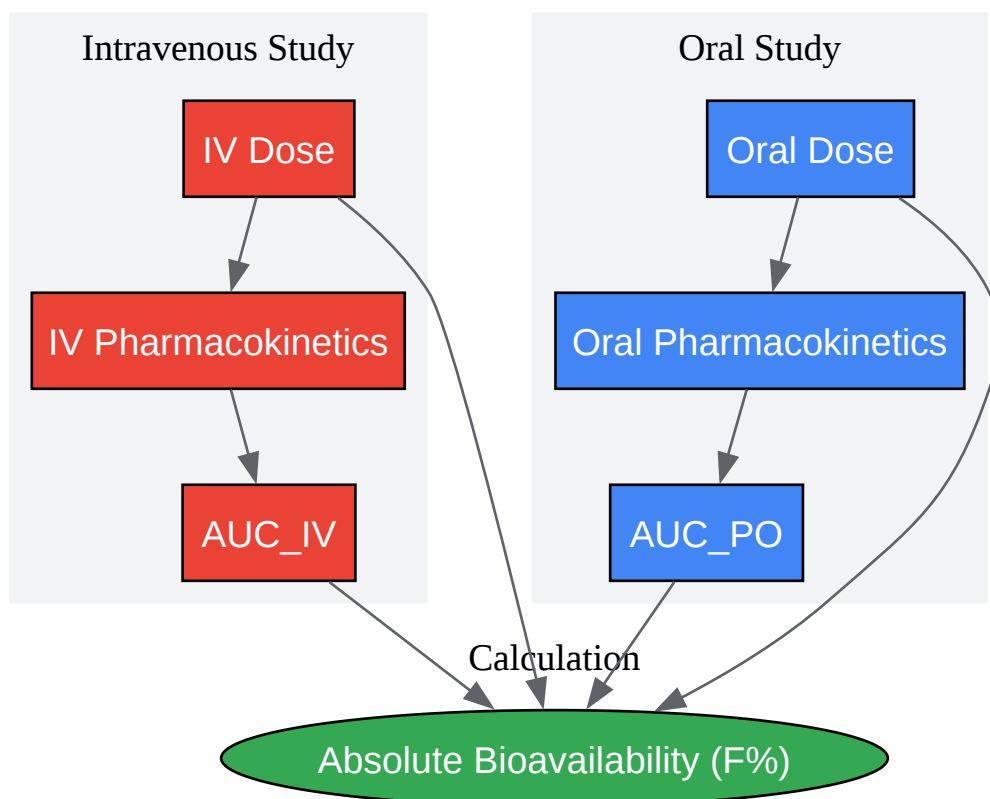 Intravenous Study
Oral Study
IV Dose
Oral Dose
IV Pharmacokinetics
Oral Pharmacokinetics
AUC_IV
AUC_PO
Calculation
Absolute Bioavailability (F%)